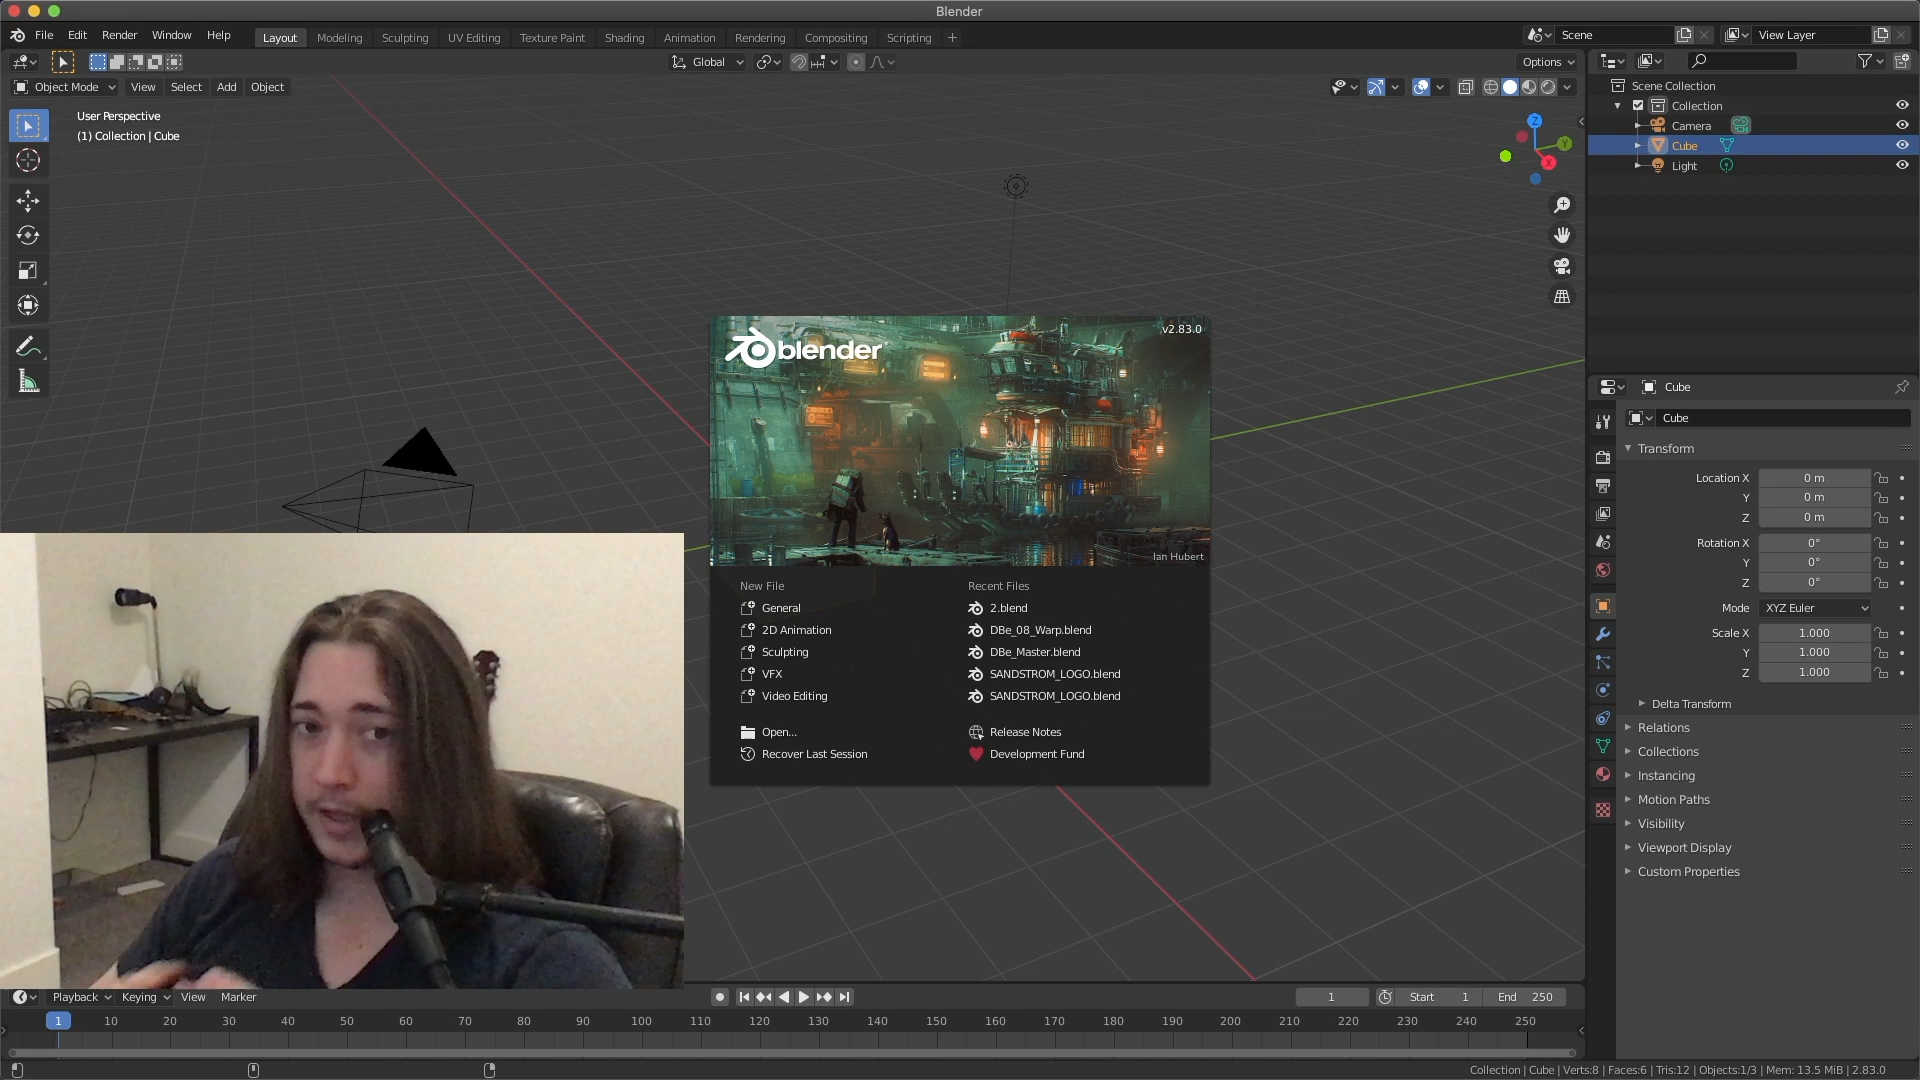 Blender
File Edit Render Window Help
Layout Modeling Sculpting UV Editing Texture Paint Shading Animation Rendering Compositing Scripting +
Scene
View Layer
Global
Options
Object Mode View Select Add Object
User Perspective
(1) Collection | Cube
Z
Y
X
Scene Collection
Collection
Camera
Cube
Light
blender
v2.83.0
Ian Hubert
New File
General
2D Animation
Sculpting
VFX
Video Editing
Open...
Recover Last Session
Recent Files
2.blend
DBe_08_Warp.blend
DBe_Master.blend
SANDSTROM_LOGO.blend
SANDSTROM_LOGO.blend
Release Notes
Development Fund
Cube
Cube
Transform
Location X 0 m
Y 0 m
Z 0 m
Rotation X 0°
Y 0°
Z 0°
Mode XYZ Euler
Scale X 1.000
Y 1.000
Z 1.000
Delta Transform
Relations
Collections
Instancing
Motion Paths
Visibility
Viewport Display
Custom Properties
Playback Keying View Marker
1
Start 1
End 250
1 10 20 30 40 50 60 70 80 90 100 110 120 130 140 150 160 170 180 190 200 210 220 230 240 250
Collection | Cube | Verts:8 | Faces:6 | Tris:12 | Objects:1/3 | Mem: 13.5 MiB | 2.83.0